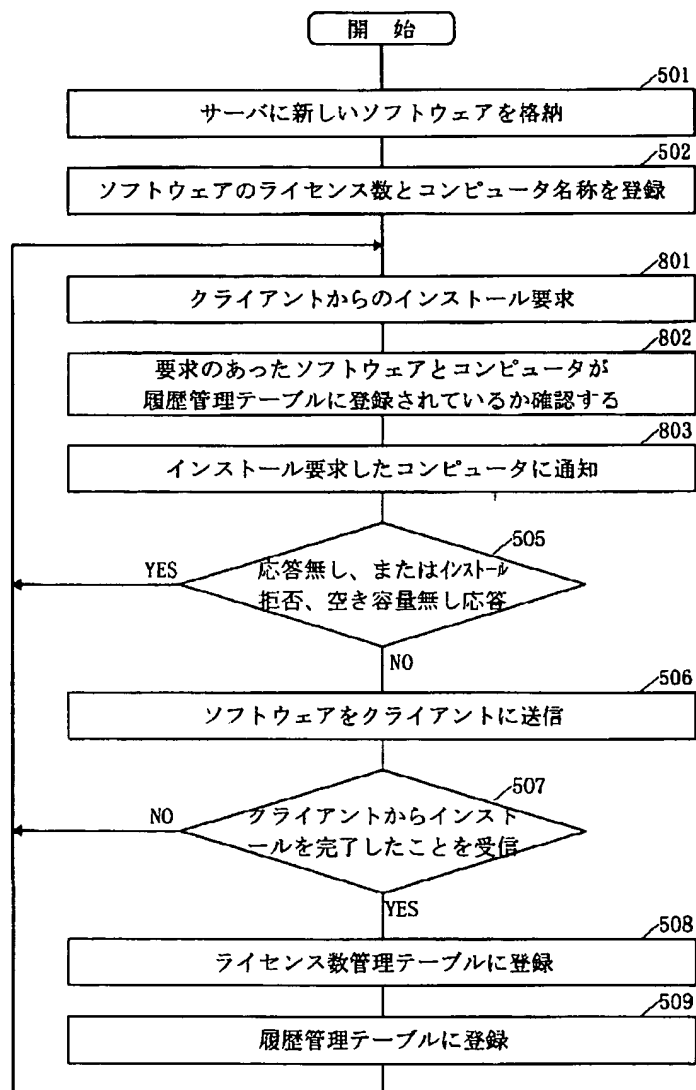 開 始
501
サーバに新しいソフトウェアを格納
502
ソフトウェアのライセンス数とコンピュータ名称を登録
801
クライアントからのインストール要求
802
要求のあったソフトウェアとコンピュータが
履歴管理テーブルに登録されているか確認する
803
インストール要求したコンピュータに通知
505
YES
応答無し、またはインストール
拒否、空き容量無し応答
NO
506
ソフトウェアをクライアントに送信
507
NO
クライアントからインスト
ールを完了したことを受信
YES
508
ライセンス数管理テーブルに登録
509
履歴管理テーブルに登録